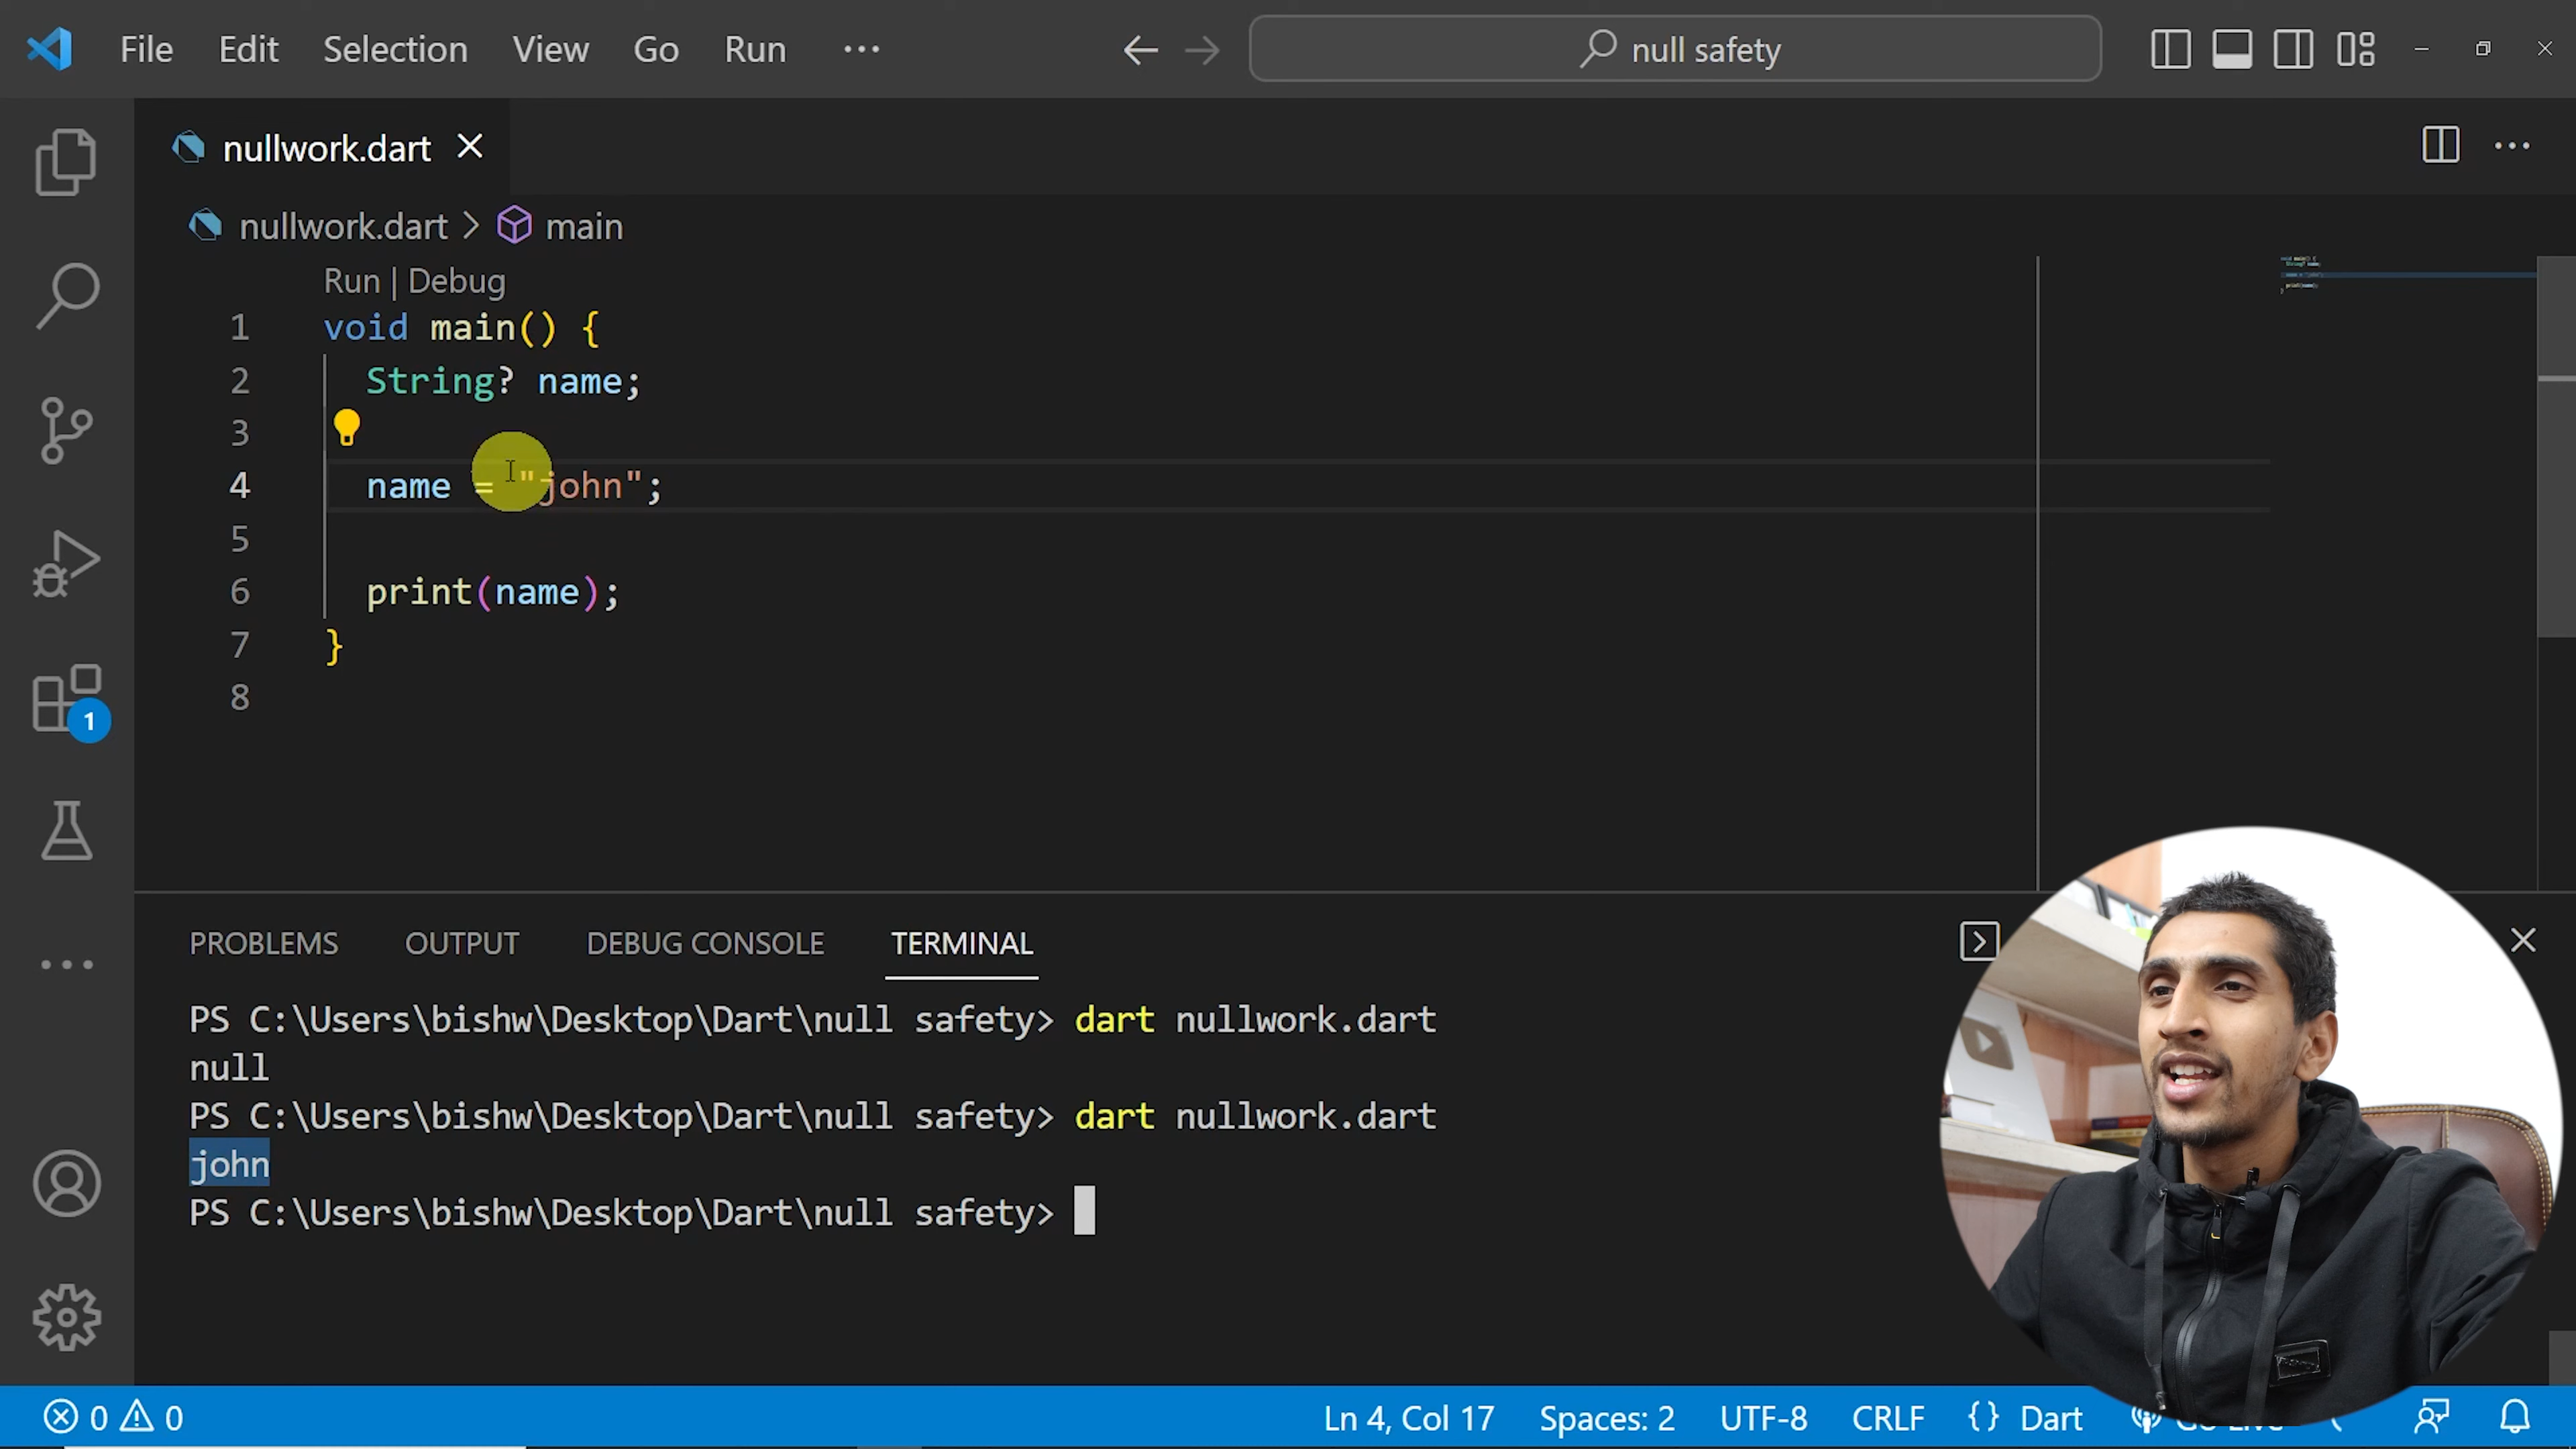 File Edit Selection View Go Run ··· null safety
nullwork.dart
nullwork.dart > main
Run | Debug
1 void main() {
2 String? name;
3
4 name = "john";
5
6 print(name);
7 }
8
1
PROBLEMS OUTPUT DEBUG CONSOLE TERMINAL
PS C:\Users\bishw\Desktop\Dart\null safety> dart nullwork.dart
null
PS C:\Users\bishw\Desktop\Dart\null safety> dart nullwork.dart
john
PS C:\Users\bishw\Desktop\Dart\null safety>
0 0 Ln 4, Col 17 Spaces: 2 UTF-8 CRLF {} Dart Go Live